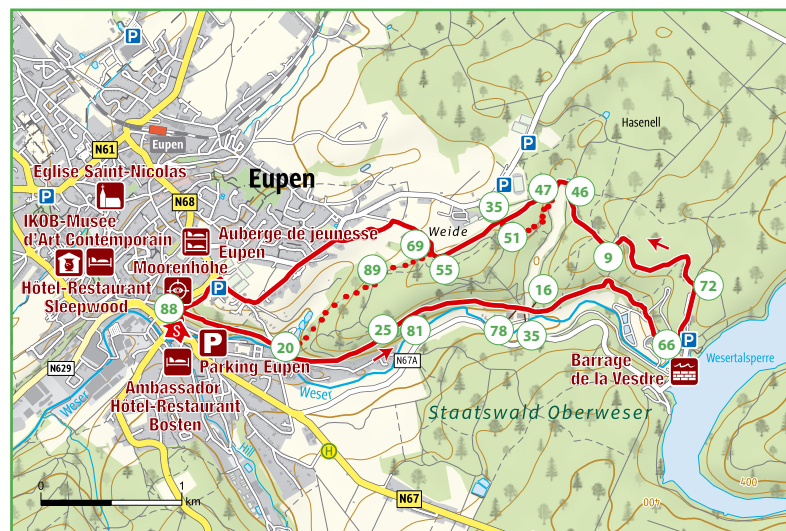 P
N61
Eupen
Eglise Saint-Nicolas
P
N68
IKOB-Musée
d'Art Contemporain
Hôtel-Restaurant
Sleepwood
Moorenhöhe
Auberge de jeunesse
Eupen
Eupen
P
88
S
P
Parking Eupen
N629
Weser
Ambassador
Hôtel-Restaurant
Bosten
Hill
Weser
N67A
H
N67
0
1
km
20
25
81
78
35
16
66
72
9
46
47
35
51
Weide
69
55
89
P
P
Hasenell
P
Barrage
de la Vesdre
Wesertalsperre
Staatswald Oberweser
400
400